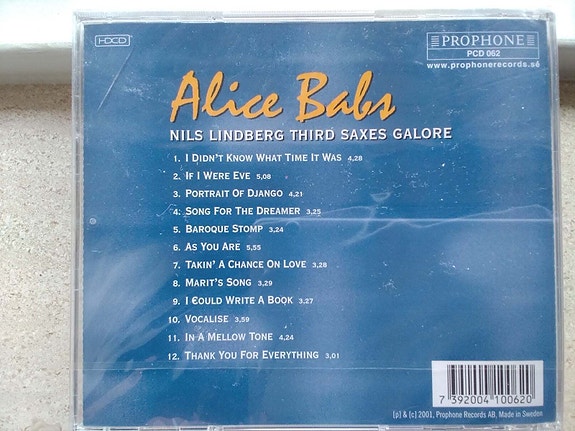 HDCD
PROPHONE
PCD 062
www.prophonerecords.se
Alice Babs
NILS LINDBERG THIRD SAXES GALORE
1. I DIDN'T KNOW WHAT TIME IT WAS 4,28
2. IF I WERE EVE 5,08
3. PORTRAIT OF DJANGO 4,21
4. SONG FOR THE DREAMER 3,25
5. BAROQUE STOMP 3,24
6. AS YOU ARE 5,55
7. TAKIN' A CHANCE ON LOVE 3,28
8. MARIT'S SONG 3,29
9. I COULD WRITE A BOOK 3,27
10. VOCALISE 3,59
11. IN A MELLOW TONE 4,24
12. THANK YOU FOR EVERYTHING 3,01
7 392004 100620
[p] & [c] 2001, Prophone Records AB, Made in Sweden